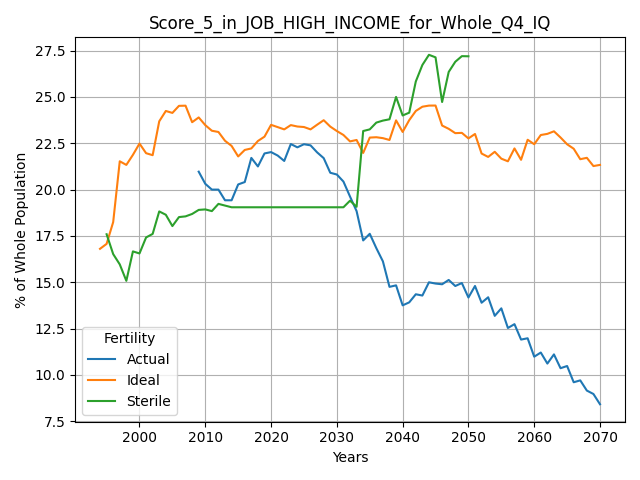 Score_5_in_JOB_HIGH_INCOME_for_Whole_Q4_IQ
% of Whole Population
27.5
25.0
22.5
20.0
17.5
15.0
12.5
10.0
7.5
Fertility
Actual
Ideal
Sterile
2000 2010 2020 2030 2040 2050 2060 2070
Years